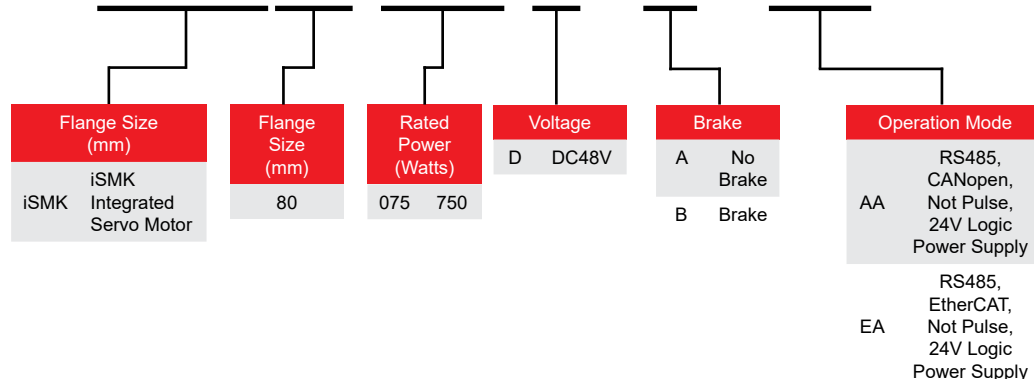 Flange Size
(mm)
iSMK
iSMK
Integrated
Servo Motor
Flange
Size
(mm)
80
Rated
Power
(Watts)
075 750
Voltage
D DC48V
Brake
A No
Brake
B Brake
Operation Mode
AA
RS485,
CANopen,
Not Pulse,
24V Logic
Power Supply
EA
RS485,
EtherCAT,
Not Pulse,
24V Logic
Power Supply